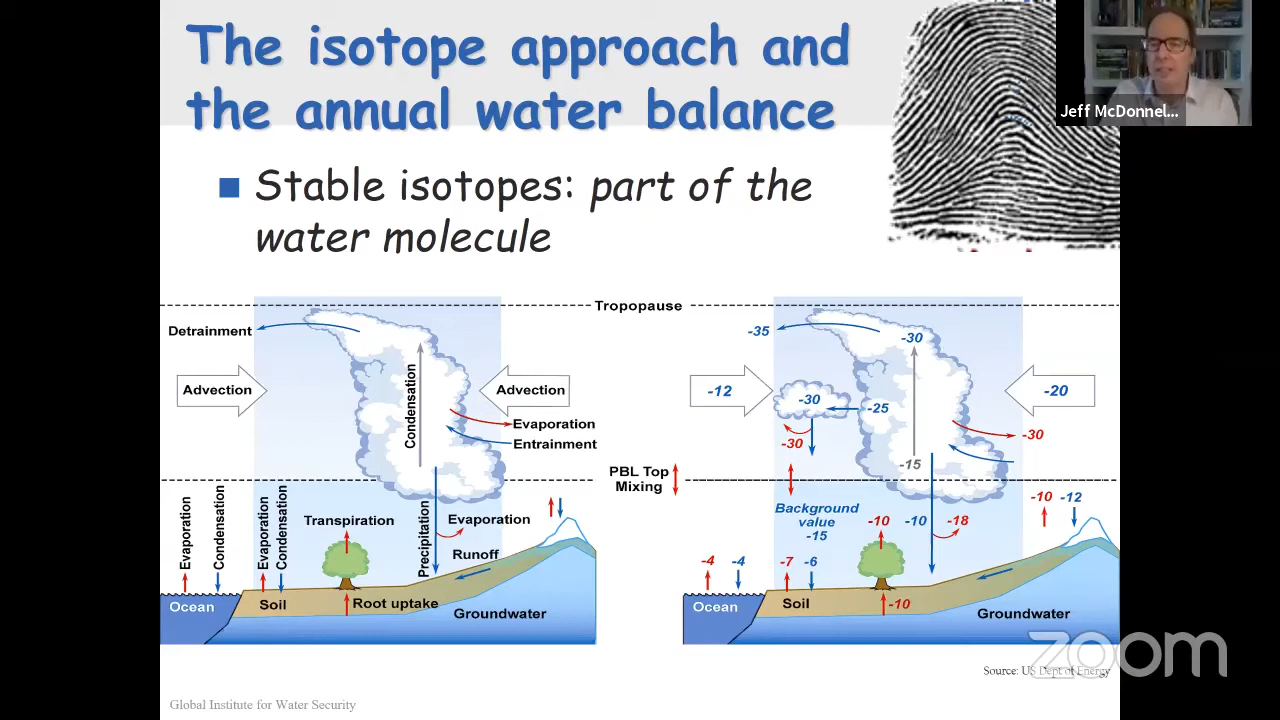 The isotope approach and
the annual water balance
Jeff McDonnel...
Stable isotopes: part of the
water molecule
Tropopause
Detrainment
Advection
Condensation
Advection
Evaporation
Entrainment
PBL Top
Mixing
Evaporation
Condensation
Evaporation
Condensation
Transpiration
Precipitation
Evaporation
Runoff
Ocean
Soil
Root uptake
Groundwater
-35
-30
-12
-20
-30
-25
-30
-30
-15
Background
value
-15
-10
-10
-18
-10
-12
-4
-4
-7
-6
Ocean
Soil
-10
Groundwater
zoom
Source: US Dept of Energy
Global Institute for Water Security